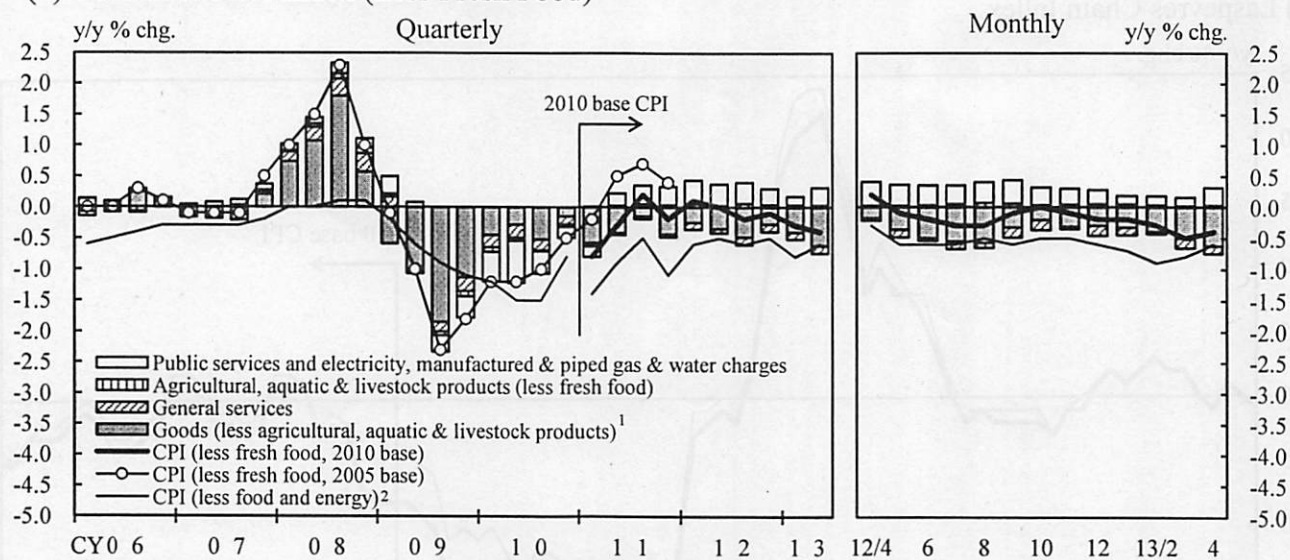 y/y % chg.
Quarterly
Monthly
y/y % chg.
2.5
2.0
1.5
1.0
0.5
0.0
-0.5
-1.0
-1.5
-2.0
-2.5
-3.0
-3.5
-4.0
-4.5
-5.0
2010 base CPI
Public services and electricity, manufactured & piped gas & water charges
Agricultural, aquatic & livestock products (less fresh food)
General services
Goods (less agricultural, aquatic & livestock products)1
CPI (less fresh food, 2010 base)
CPI (less fresh food, 2005 base)
CPI (less food and energy)2
2.5
2.0
1.5
1.0
0.5
0.0
-0.5
-1.0
-1.5
-2.0
-2.5
-3.0
-3.5
-4.0
-4.5
-5.0
CY06 07 08 09 10 11 12 13
12/4 6 8 10 12 13/2 4